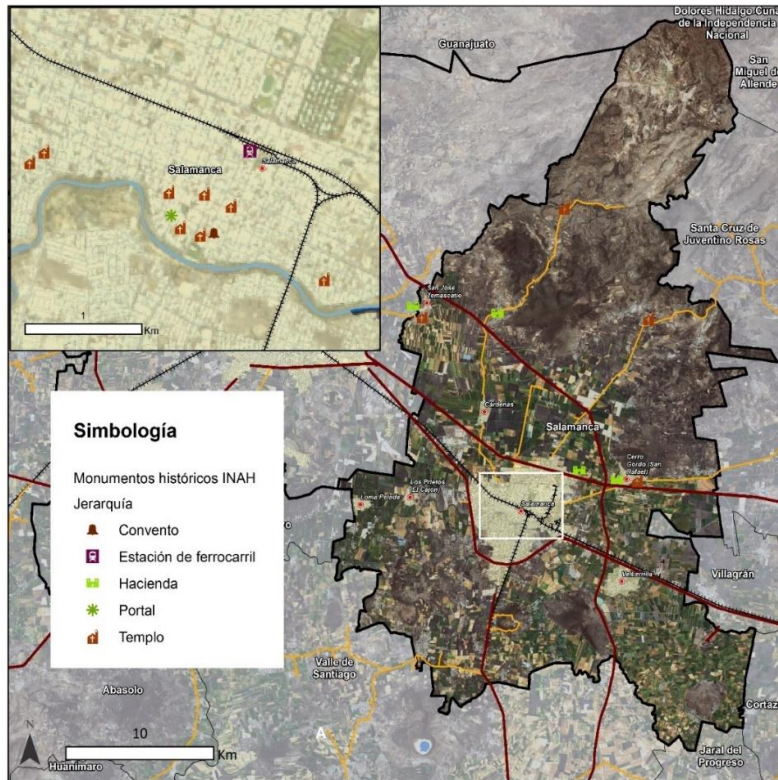 Dolores Hidalgo Cuna
de la Independencia
Nacional
Guanajuato
San
Miguel de
Allende
Salamanca
Salamanca
1
Km
Santa Cruz de
Juventino Rosas
San José
Temascatío
Cárdenas
Salamanca
Cerro
Gordo (San
Rafael)
Los Prietos
(El Cajón)
Loma Pelada
Salamanca
Valtierrilla
Villagrán
Simbología
Monumentos históricos INAH
Jerarquía
Convento
Estación de ferrocarril
Hacienda
Portal
Templo
Valle de
Santiago
Abasolo
Cortaz
N
10
Km
Jaral del
Progreso
Huanímaro